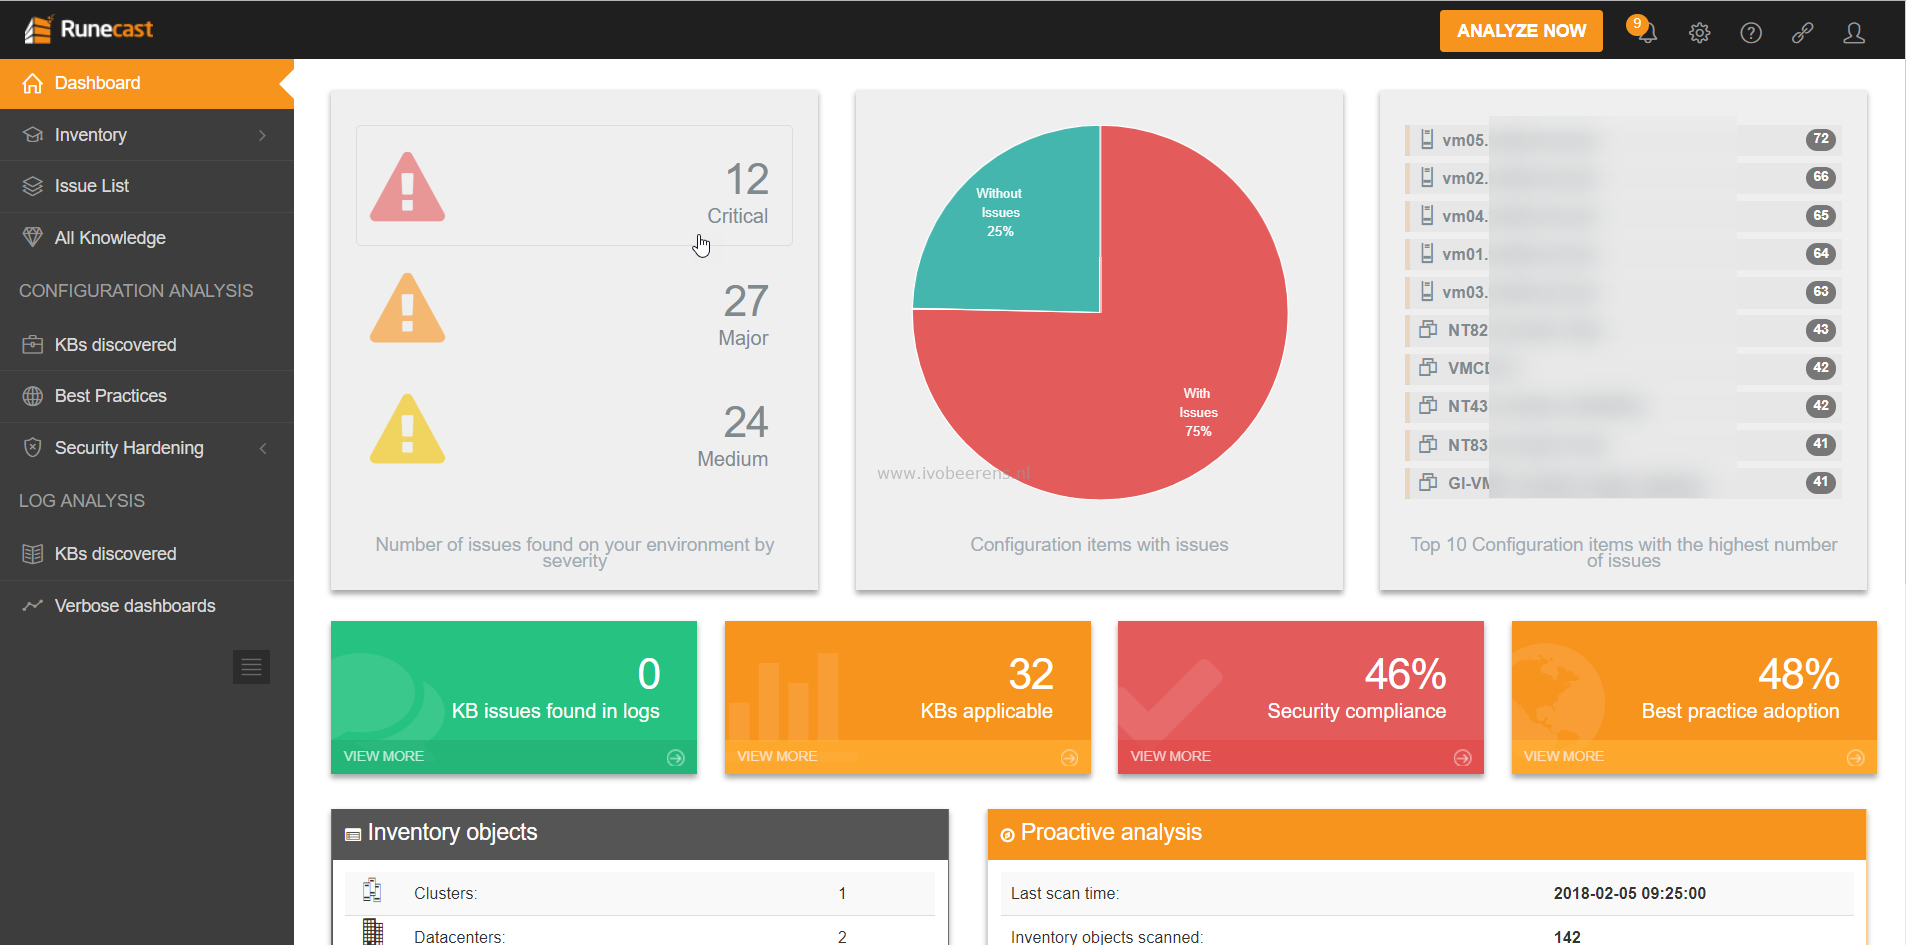 Runecast
ANALYZE NOW
9
Dashboard
Inventory
Issue List
All Knowledge
CONFIGURATION ANALYSIS
KBs discovered
Best Practices
Security Hardening
LOG ANALYSIS
KBs discovered
Verbose dashboards
12
Critical
27
Major
24
Medium
Number of issues found on your environment by
severity
Without
Issues
25%
With
Issues
75%
www.ivobeerens.nl
Configuration items with issues
vm05. 72
vm02. 66
vm04. 65
vm01. 64
vm03. 63
NT82 43
42
NT43 42
NT83 41
41
Top 10 Configuration items with the highest number
of issues
0
KB issues found in logs
VIEW MORE
32
KBs applicable
VIEW MORE
46%
Security compliance
VIEW MORE
48%
Best practice adoption
VIEW MORE
Inventory objects
Clusters: 1
Datacenters: 2
Proactive analysis
Last scan time: 2018-02-05 09:25:00
Inventory objects scanned: 142